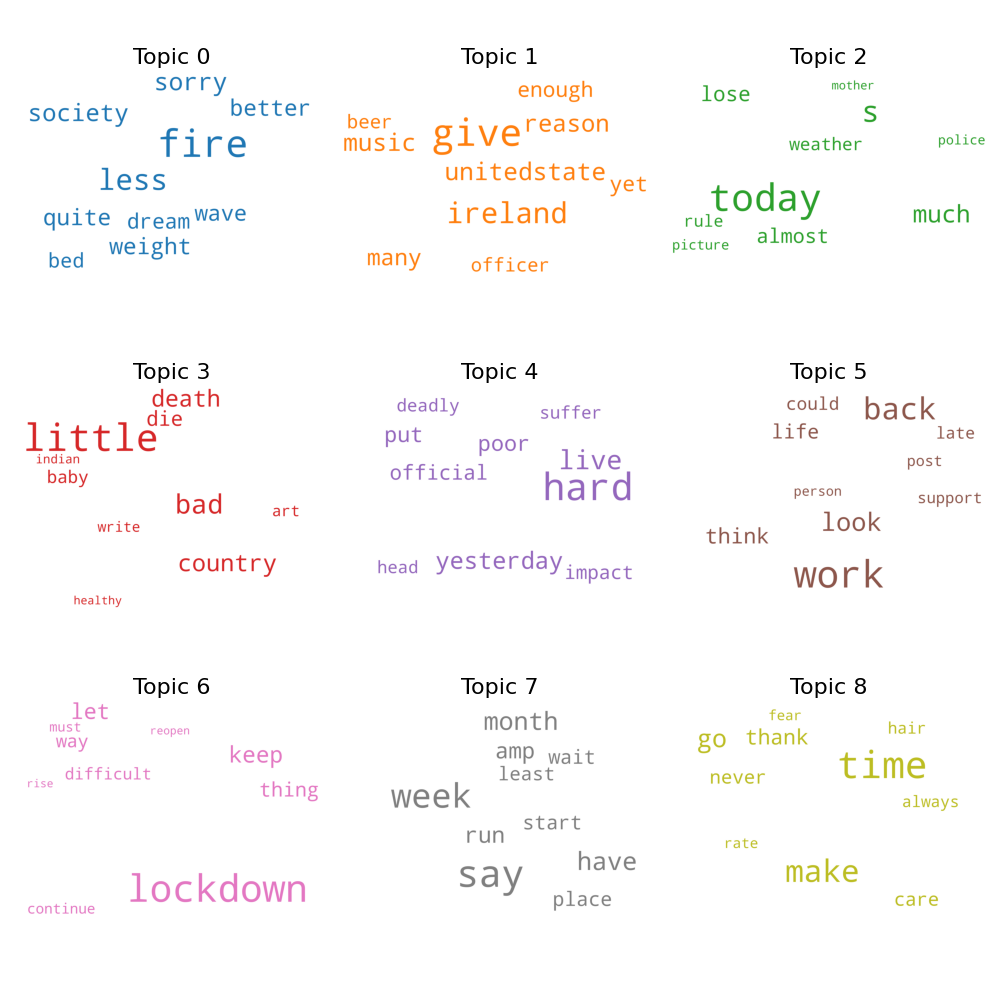 Topic 0
sorry
society
better
fire
less
quite dream wave
weight
bed
Topic 1
enough
beer
give reason
music
unitedstate
yet
ireland
many
officer
Topic 2
mother
lose
s
weather
police
today
much
rule
almost
picture
Topic 3
death
die
little
indian
baby
bad
art
write
country
healthy
Topic 4
deadly
suffer
put
poor
live
official
hard
yesterday
head
impact
Topic 5
could
back
life
late
post
person
support
look
think
work
Topic 6
let
must
reopen
way
keep
difficult
rise
thing
lockdown
continue
Topic 7
month
amp
wait
least
week
start
run
have
say
place
Topic 8
fear
hair
go
thank
time
never
always
rate
make
care